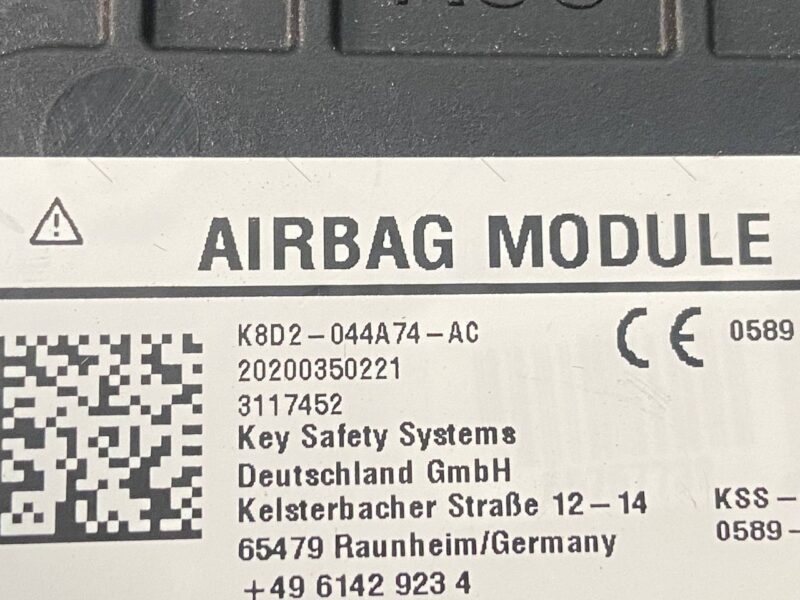 AIRBAG MODULE
K8D2-044A74-AC
20200350221
3117452
Key Safety Systems
Deutschland GmbH
Kelsterbacher Straße 12-14
65479 Raunheim/Germany
+49 6142 923 4
CE 0589
KSS-
0589-